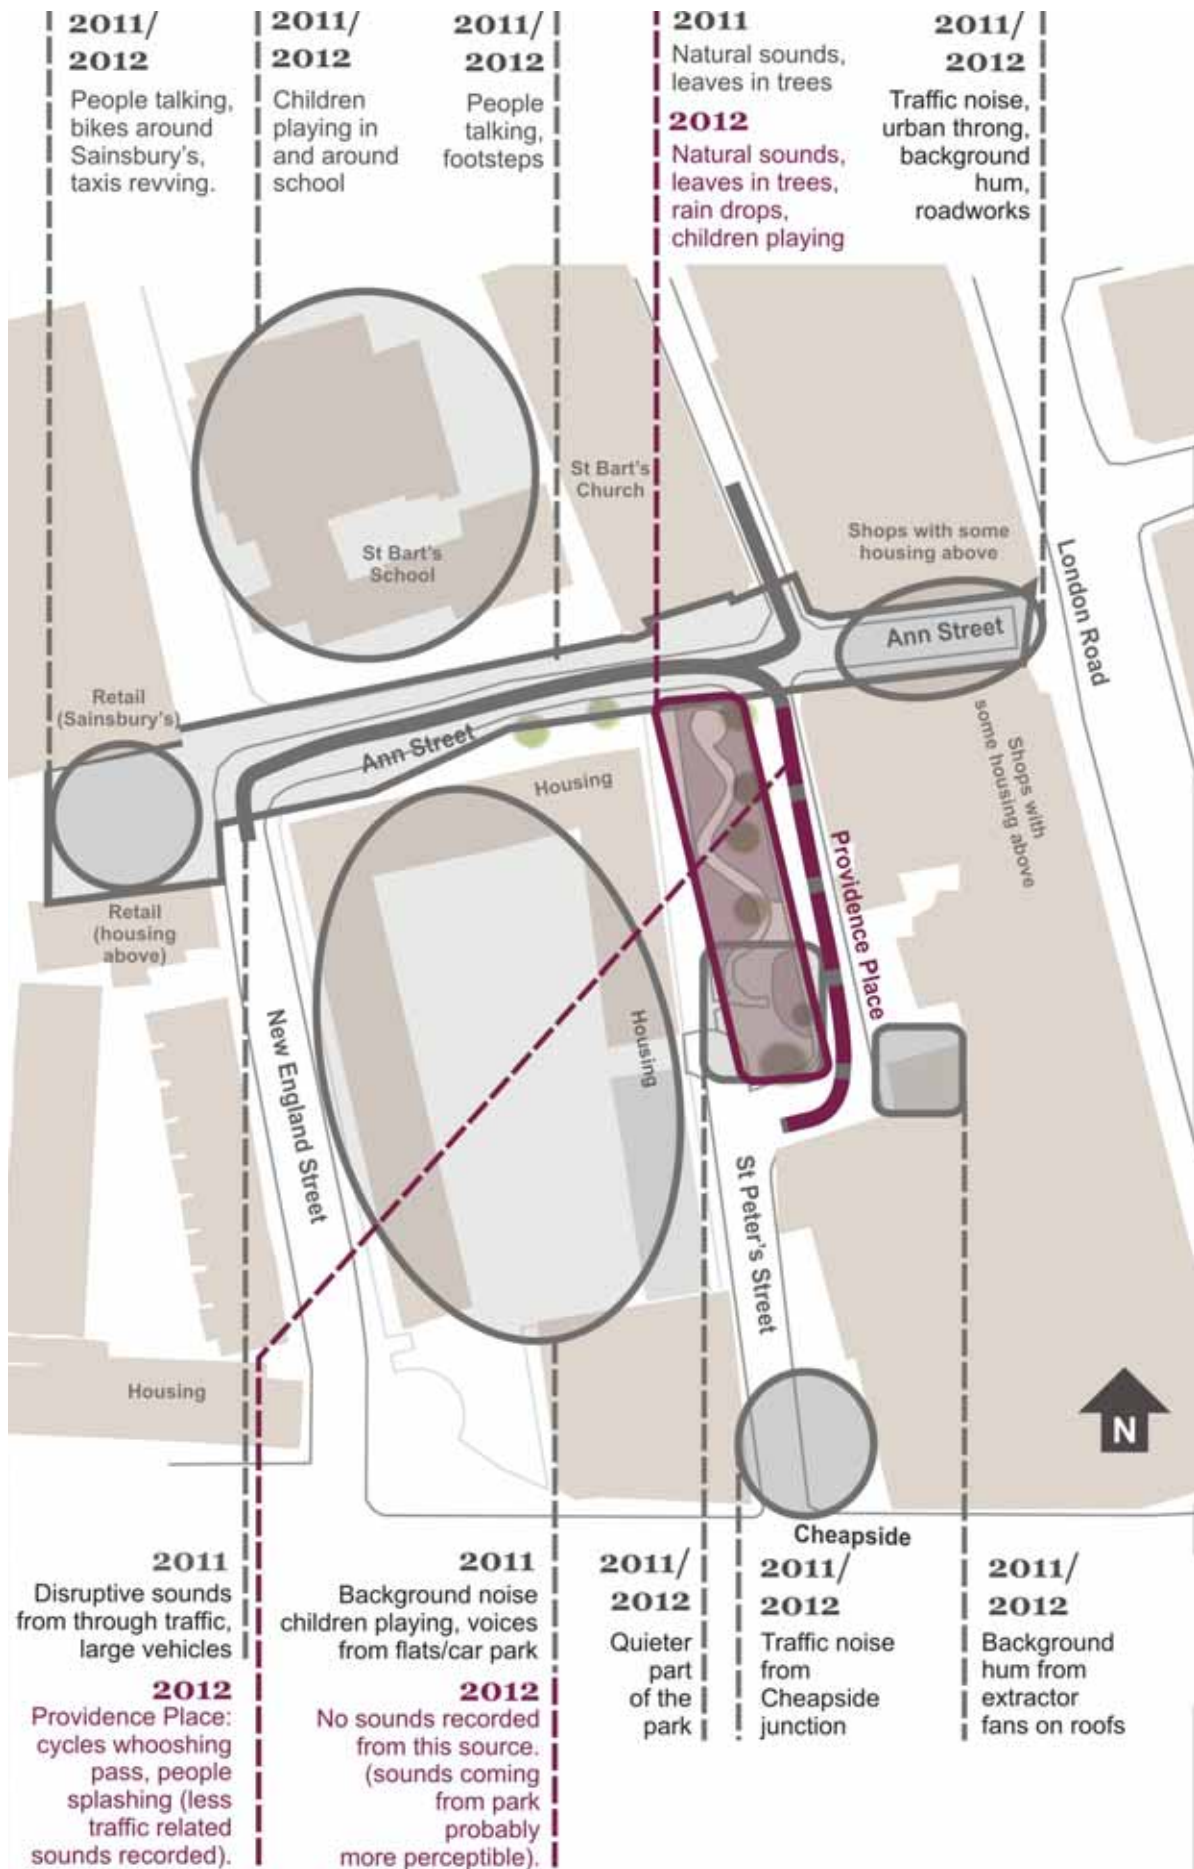 2011/
2012
People talking,
bikes around
Sainsbury's,
taxis revving.
2011/
2012
Children
playing in
and around
school
2011/
2012
People
talking,
footsteps
2011
Natural sounds,
leaves in trees
2012
Natural sounds,
leaves in trees,
rain drops,
children playing
2011/
2012
Traffic noise,
urban throng,
background
hum,
roadworks
St Bart's
Church
St Bart's
School
Shops with some
housing above
London Road
Ann Street
Retail
(Sainsbury's)
Ann Street
Housing
Shops with
some housing above
Providence Place
Retail
(housing
above)
New England Street
Housing
St Peter's Street
Housing
N
Cheapside
2011
Disruptive sounds
from through traffic,
large vehicles
2012
Providence Place:
cycles whooshing
pass, people
splashing (less
traffic related
sounds recorded).
2011
Background noise
children playing, voices
from flats/car park
2012
No sounds recorded
from this source.
(sounds coming
from park
probably
more perceptible).
2011/
2012
Quieter
part
of the
park
2011/
2012
Traffic noise
from
Cheapside
junction
2011/
2012
Background
hum from
extractor
fans on roofs